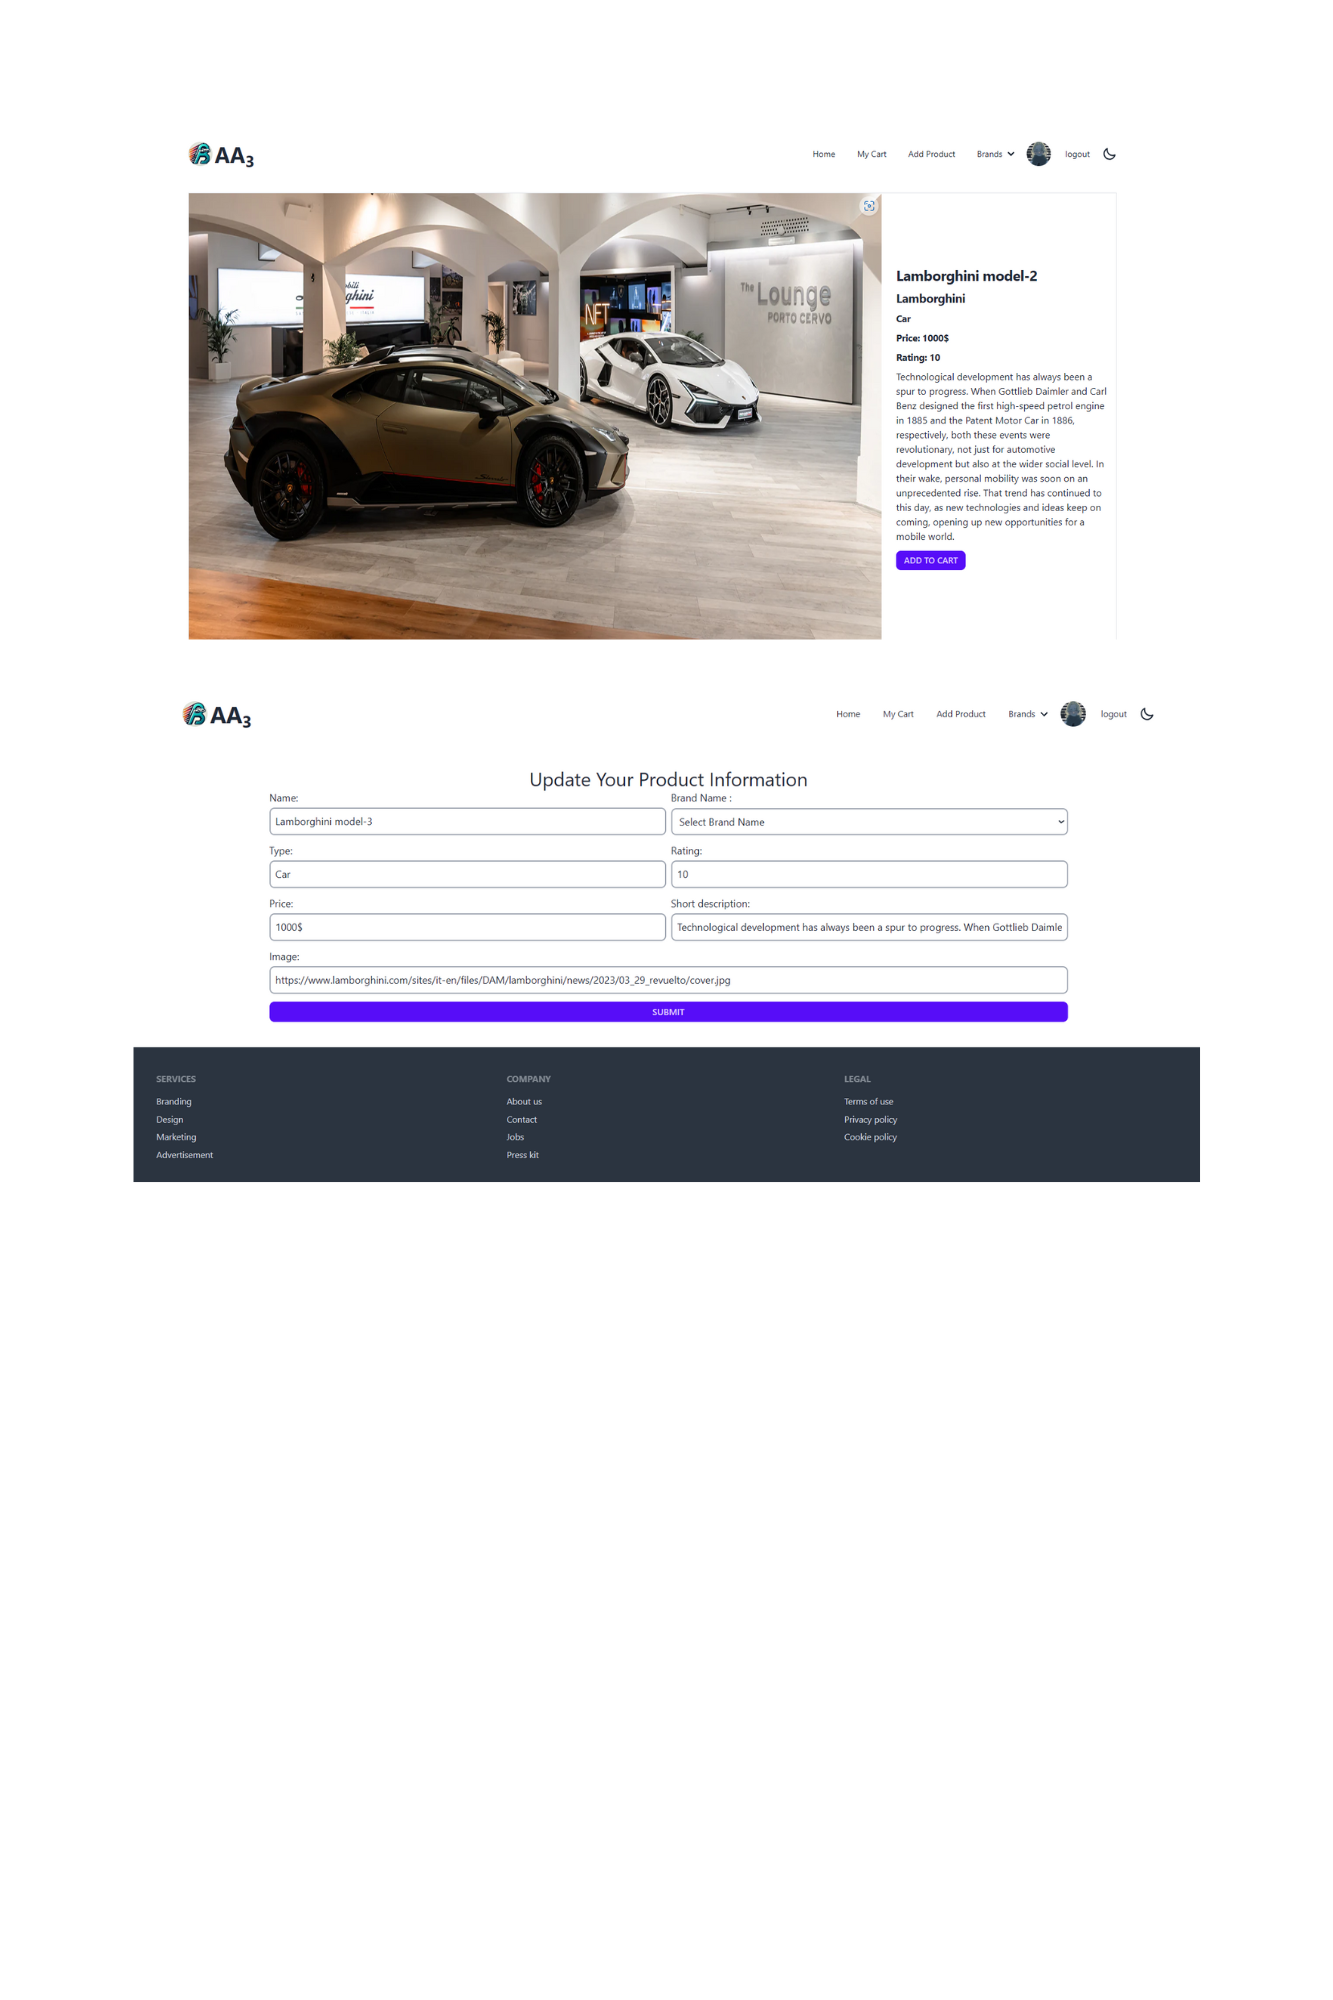 AA3
Home My Cart Add Product Brands logout
The Lounge
PORTO CERVO
NFT
Lamborghini model-2
Lamborghini
Car
Price: 1000$
Rating: 10
Technological development has always been a
spur to progress. When Gottlieb Daimler and Carl
Benz designed the first high-speed petrol engine
in 1885 and the Patent Motor Car in 1886,
respectively, both these events were
revolutionary, not just for automotive
development but also at the wider social level. In
their wake, personal mobility was soon on an
unprecedented rise. That trend has continued to
this day, as new technologies and ideas keep on
coming, opening up new opportunities for a
mobile world.
ADD TO CART
AA3
Home My Cart Add Product Brands logout
Update Your Product Information
Name: Brand Name :
Lamborghini model-3 Select Brand Name
Type: Rating:
Car 10
Price: Short description:
1000$ Technological development has always been a spur to progress. When Gottlieb Daimle
Image:
https://www.lamborghini.com/sites/it-en/files/DAM/lamborghini/news/2023/03_29_revuelto/cover.jpg
SUBMIT
SERVICES COMPANY LEGAL
Branding About us Terms of use
Design Contact Privacy policy
Marketing Jobs Cookie policy
Advertisement Press kit